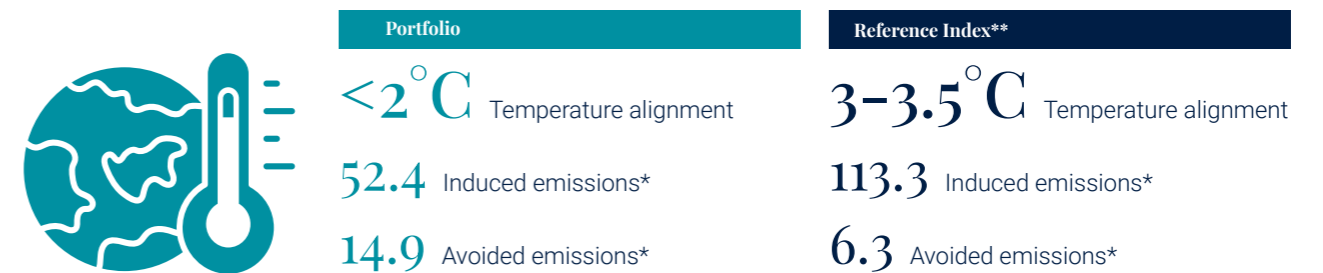 Portfolio
<2°C Temperature alignment
52.4 Induced emissions*
14.9 Avoided emissions*
Reference Index**
3-3.5°C Temperature alignment
113.3 Induced emissions*
6.3 Avoided emissions*